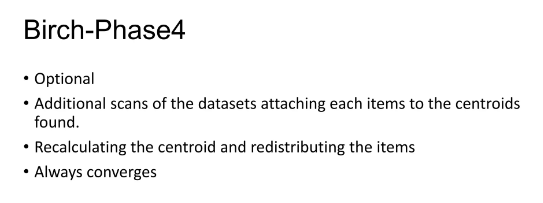 Birch-Phase4
• Optional
• Additional scans of the datasets attaching each items to the centroids
found.
• Recalculating the centroid and redistributing the items
• Always converges